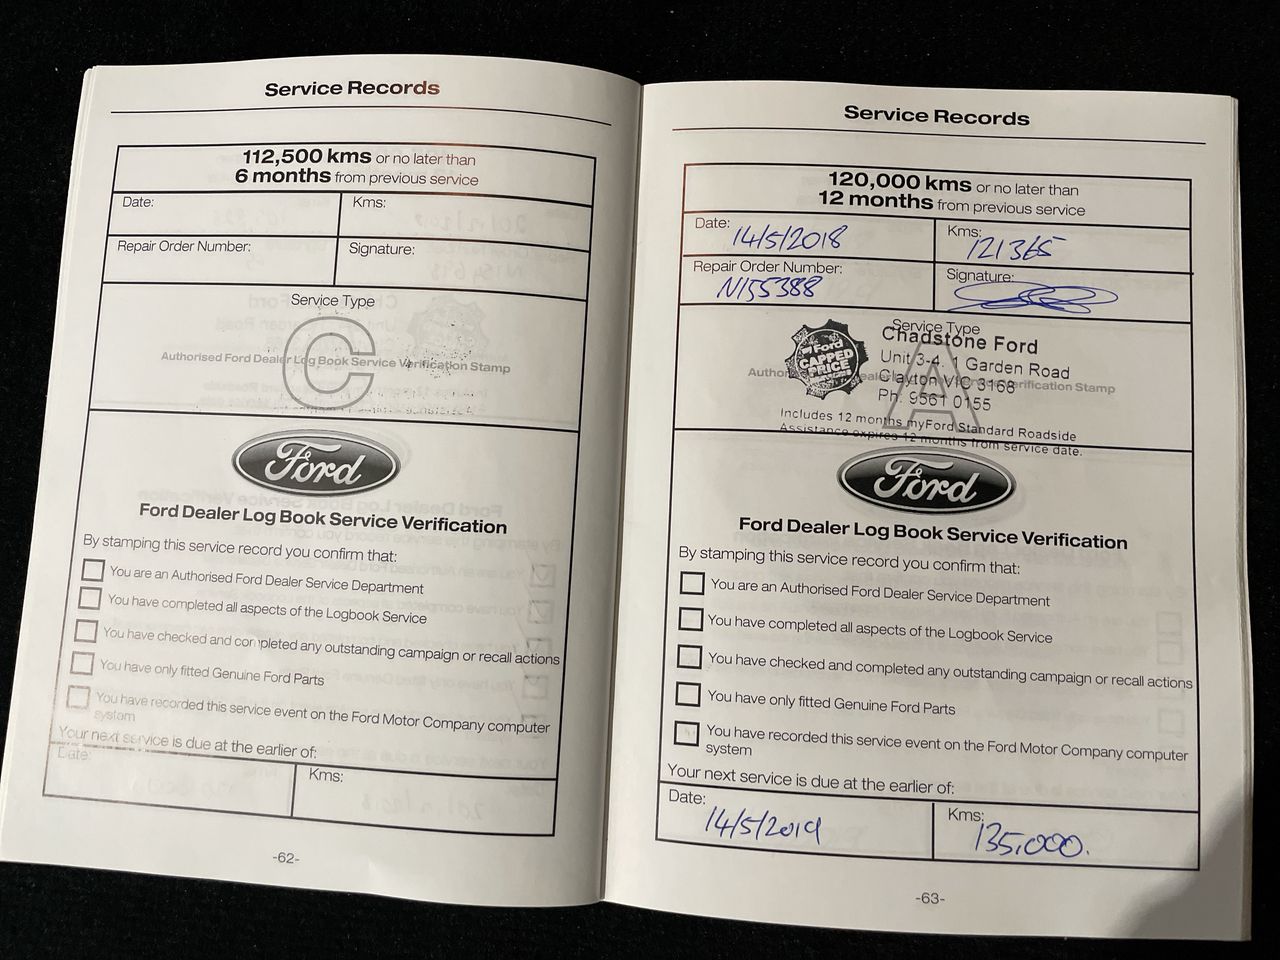 Service Records
112,500 kms or no later than
6 months from previous service
Date:
Kms:
Repair Order Number:
Signature:
Service Type
C
Authorised Ford Dealer Log Book Service Verification Stamp
Ford
Ford Dealer Log Book Service Verification
By stamping this service record you confirm that:
You are an Authorised Ford Dealer Service Department
You have completed all aspects of the Logbook Service
You have checked and completed any outstanding campaign or recall actions
You have only fitted Genuine Ford Parts
You have recorded this service event on the Ford Motor Company computer
system
Your next service is due at the earlier of:
Date:
Kms:
-62-
Service Records
120,000 kms or no later than
12 months from previous service
Date: 14/5/2018
Kms: 121365
Repair Order Number: N155388
Signature:
Service Type
A
Ford
CAPPED
PRICE
Chadstone Ford
Unit 3-4, 1 Garden Road
Clayton VIC 3168
Ph: 9561 0155
Includes 12 months myFord Standard Roadside
Assistance expires 12 months from service date.
Ford
Ford Dealer Log Book Service Verification
By stamping this service record you confirm that:
You are an Authorised Ford Dealer Service Department
You have completed all aspects of the Logbook Service
You have checked and completed any outstanding campaign or recall actions
You have only fitted Genuine Ford Parts
You have recorded this service event on the Ford Motor Company computer
system
Your next service is due at the earlier of:
Date: 14/5/2019
Kms: 135,000.
-63-